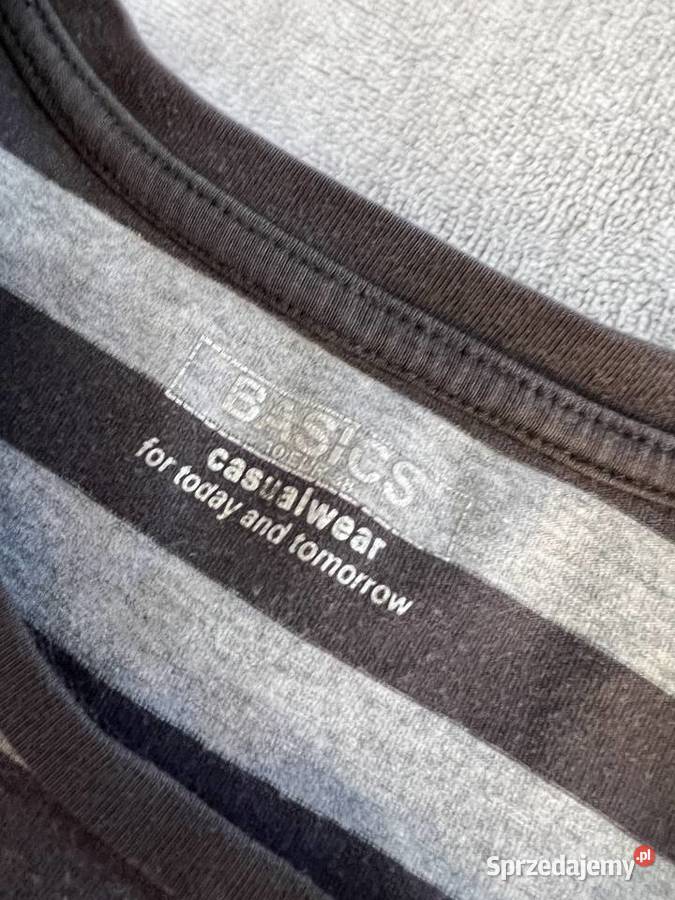 BASICS
casualwear
for today and tomorrow
Sprzedajemy.pl